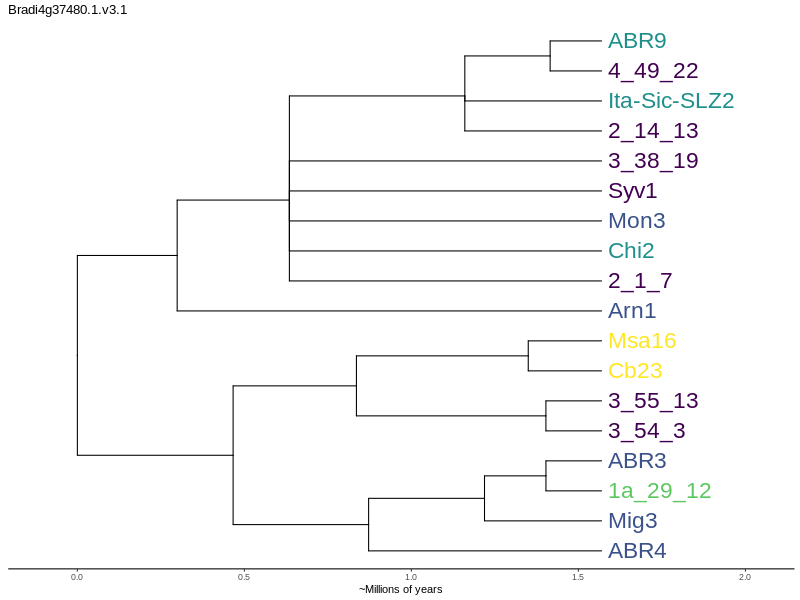 Bradi4g37480.1.v3.1
ABR9
4_49_22
Ita-Sic-SLZ2
2_14_13
3_38_19
Syv1
Mon3
Chi2
2_1_7
Arn1
Msa16
Cb23
3_55_13
3_54_3
ABR3
1a_29_12
Mig3
ABR4
0.0 0.5 1.0 1.5 2.0
~Millions of years